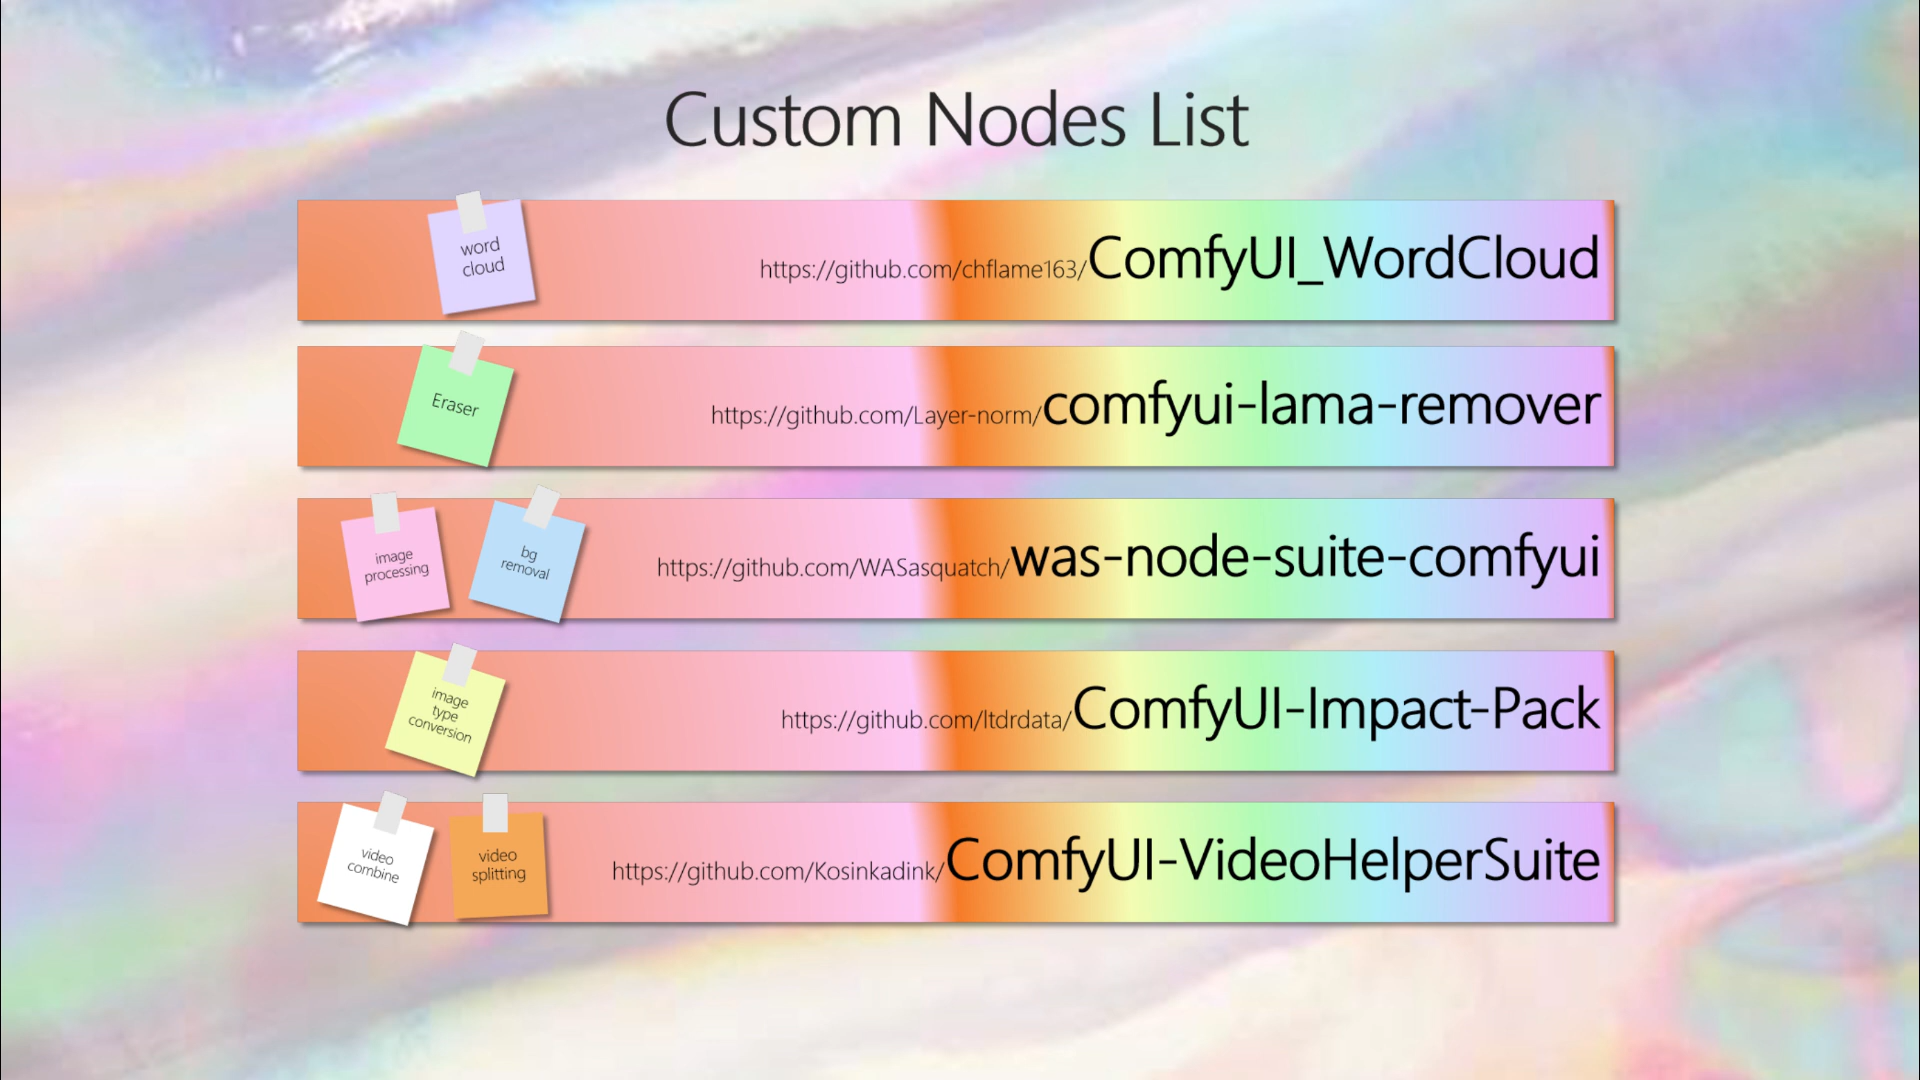 Custom Nodes List
word
cloud
https://github.com/chflame163/ComfyUI_WordCloud
Eraser
https://github.com/Layer-norm/comfyui-lama-remover
image
processing
bg
removal
https://github.com/WASasquatch/was-node-suite-comfyui
image
type
conversion
https://github.com/ltdrdata/ComfyUI-Impact-Pack
video
combine
video
splitting
https://github.com/Kosinkadink/ComfyUI-VideoHelperSuite